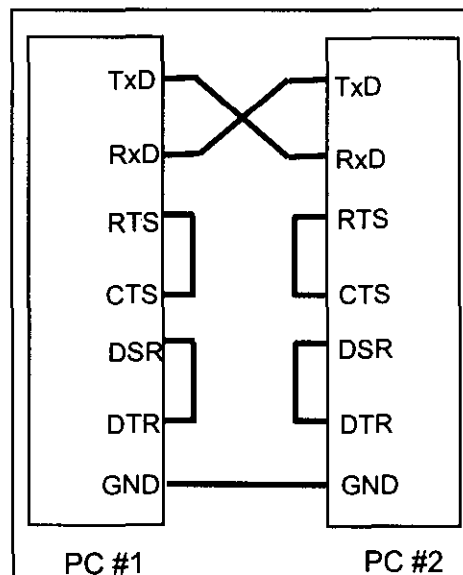 TxD TxD
RxD RxD
RTS RTS
CTS CTS
DSR DSR
DTR DTR
GND GND
PC #1 PC #2